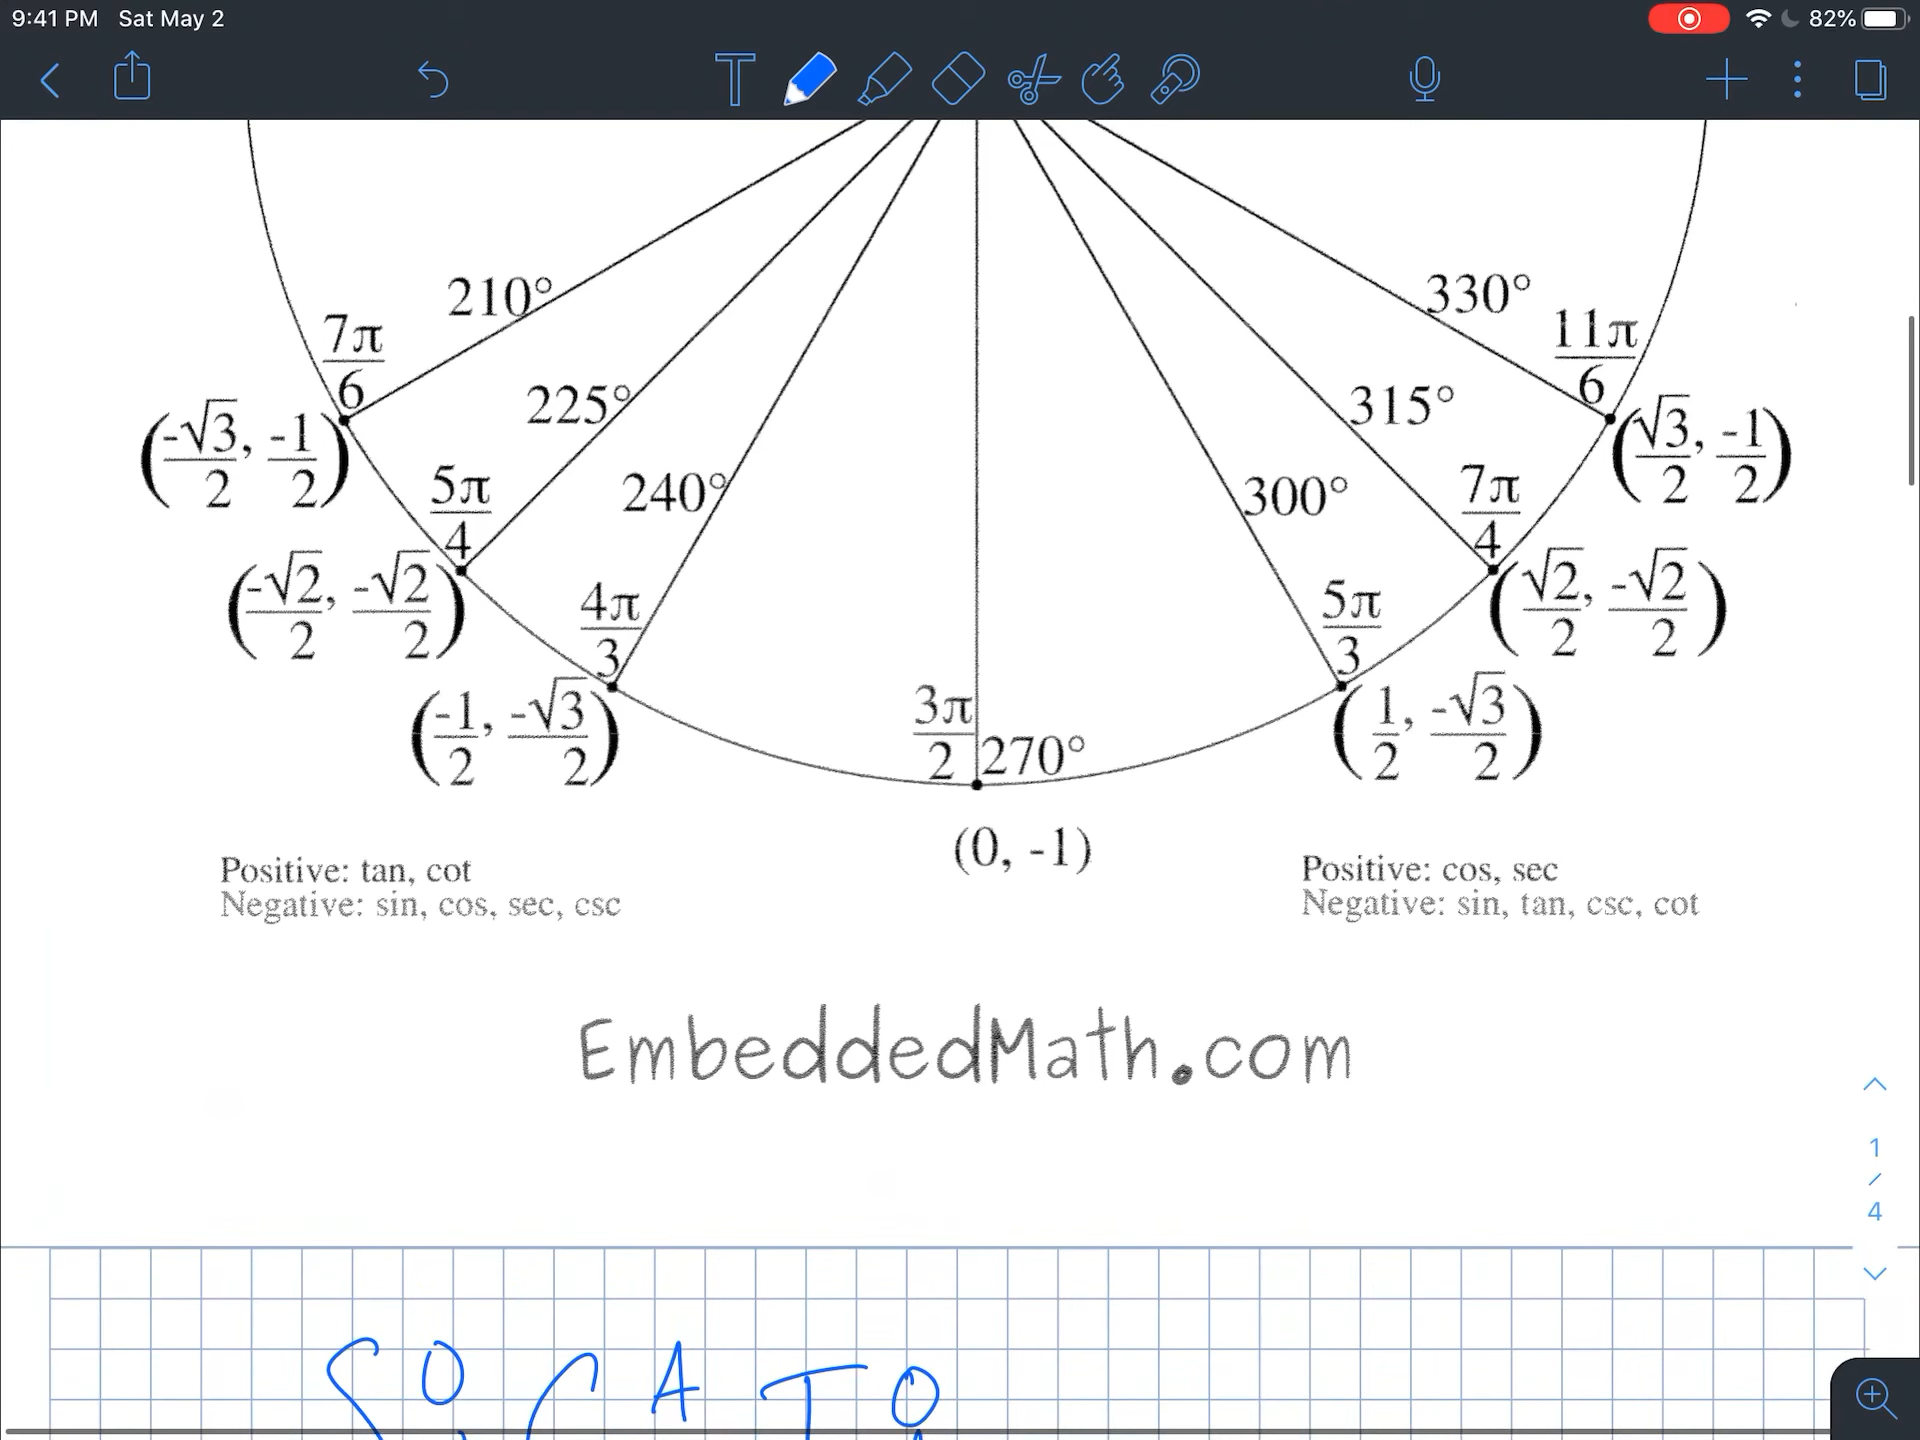 9:41 PM Sat May 2
82%
T
210°
330°
7π/6
11π/6
225°
315°
(-√3/2, -1/2)
(√3/2, -1/2)
5π/4
240°
300°
7π/4
(-√2/2, -√2/2)
(√2/2, -√2/2)
4π/3
5π/3
(-1/2, -√3/2)
3π/2
270°
(1/2, -√3/2)
(0, -1)
Positive: tan, cot
Negative: sin, cos, sec, csc
Positive: cos, sec
Negative: sin, tan, csc, cot
EmbeddedMath.com
1
/
4
S O C A T O